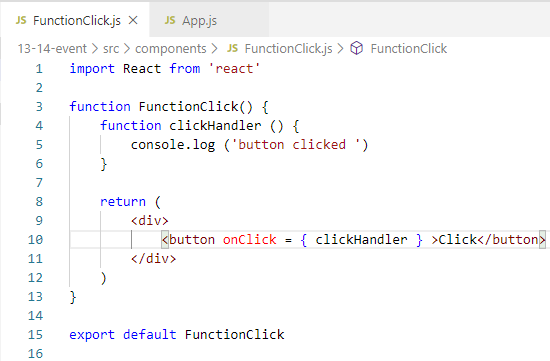 JS FunctionClick.js × JS App.js
13-14-event > src > components > JS FunctionClick.js > FunctionClick
1 import React from 'react'
2
3 function FunctionClick() {
4     function clickHandler () {
5         console.log ('button clicked ')
6     }
7
8     return (
9         <div>
10             <button onClick = { clickHandler } >Click</button>
11         </div>
12     )
13 }
14
15 export default FunctionClick
16